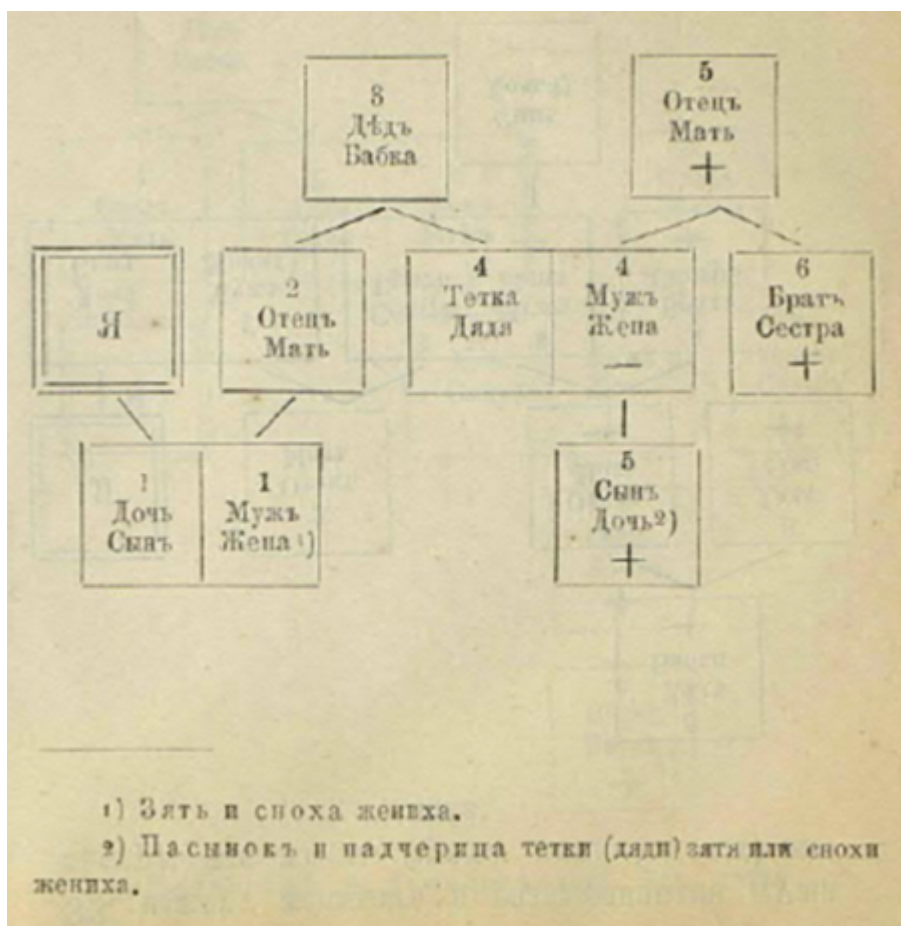 3
Дѣдъ
Бабка
5
Отецъ
Мать
+
Я
2
Отецъ
Мать
4
Тетка
Дядя
4
Мужъ
Жена
—
6
Братъ
Сестра
+
1
Дочь
Сынъ
1
Мужъ
Жена ¹)
5
Сынъ
Дочь²)
+
¹) Зять и сноха жениха.
²) Пасынокъ и падчерица тетки (дяди) зятя или снохи
жениха.